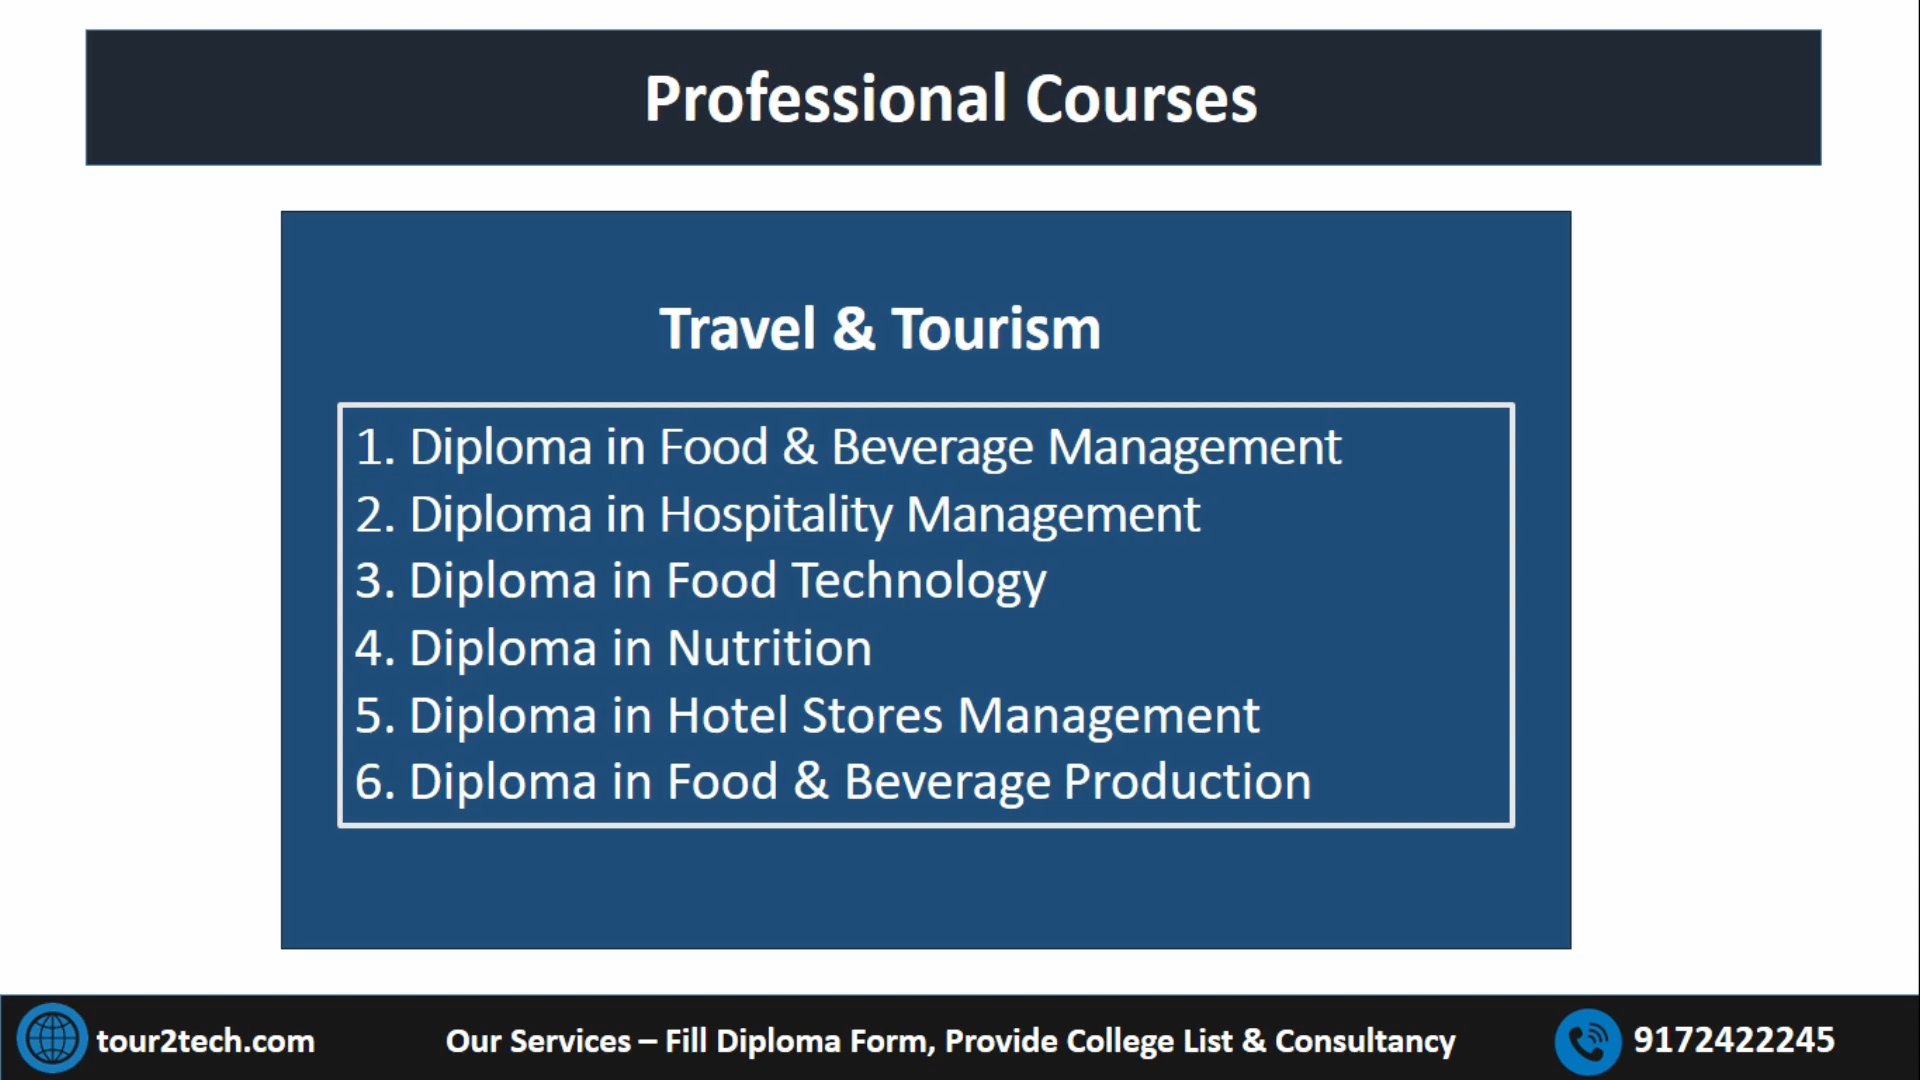 Professional Courses
Travel & Tourism
1. Diploma in Food & Beverage Management
2. Diploma in Hospitality Management
3. Diploma in Food Technology
4. Diploma in Nutrition
5. Diploma in Hotel Stores Management
6. Diploma in Food & Beverage Production
tour2tech.com
Our Services – Fill Diploma Form, Provide College List & Consultancy
9172422245